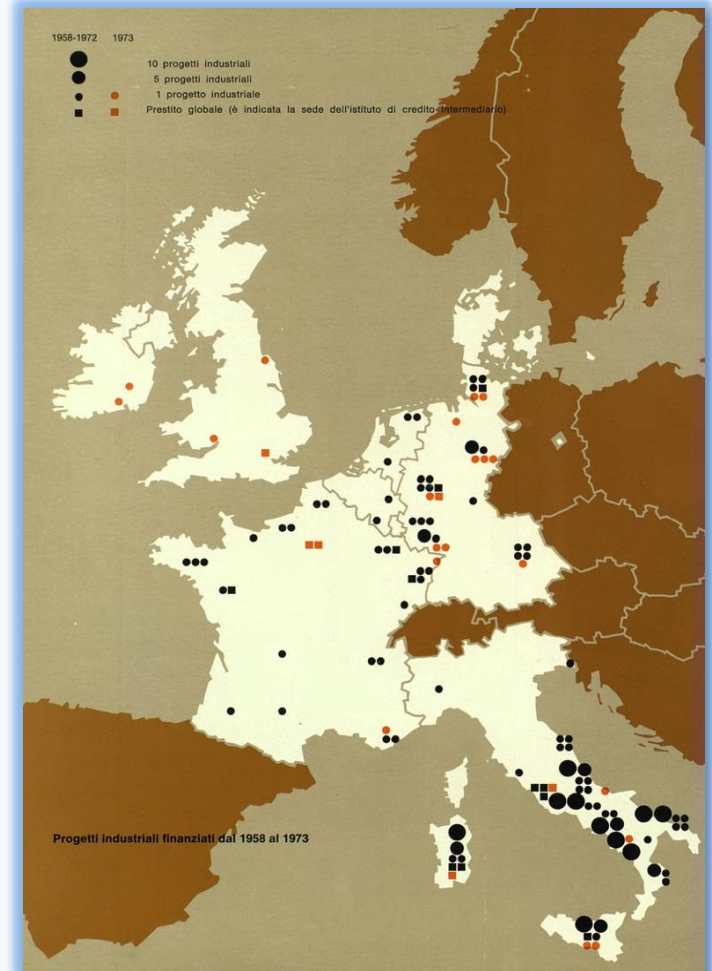 1958-1972 1973
10 progetti industriali
5 progetti industriali
1 progetto industriale
Prestito globale (è indicata la sede dell'istituto di credito intermediario)
Progetti industriali finanziati dal 1958 al 1973